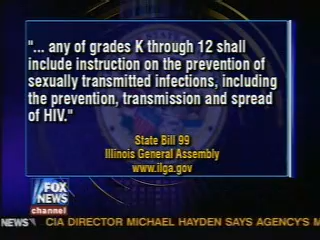 "... any of grades K through 12 shall
include instruction on the prevention of
sexually transmitted infections, including
the prevention, transmission and spread
of HIV."
State Bill 99
Illinois General Assembly
www.ilga.gov
FOX
NEWS
channel
NEWS CIA DIRECTOR MICHAEL HAYDEN SAYS AGENCY'S M